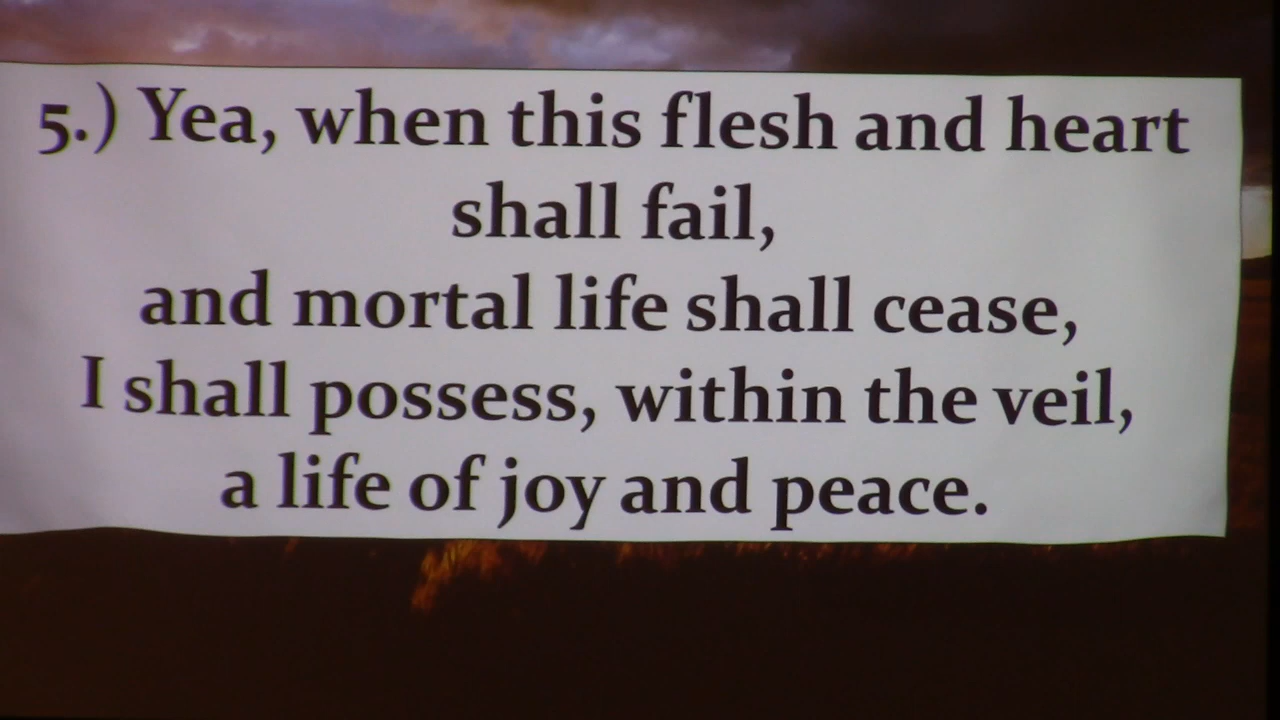 5.) Yea, when this flesh and heart
shall fail,
and mortal life shall cease,
I shall possess, within the veil,
a life of joy and peace.